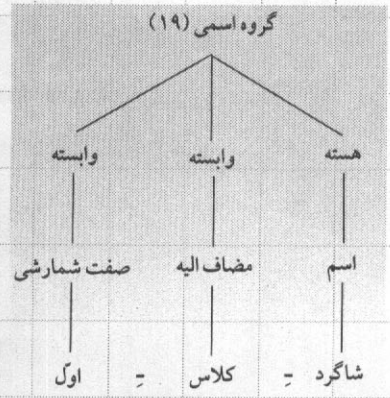 گروه اسمی (۱۹)
هسته وابسته وابسته
اسم مضاف الیه صفت شمارشی
شاگرد ـِ کلاس ـِ اوّل